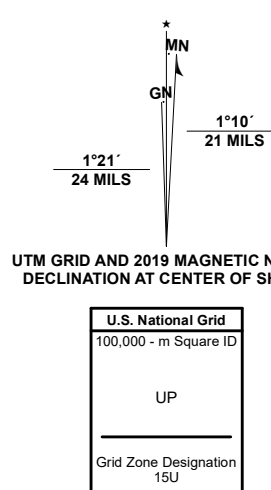 ★
MN
GN
1°10´
21 MILS
1°21´
24 MILS
UTM GRID AND 2019 MAGNETIC
DECLINATION AT CENTER OF
U.S. National Grid
100,000 - m Square ID
UP
Grid Zone Designation
15U